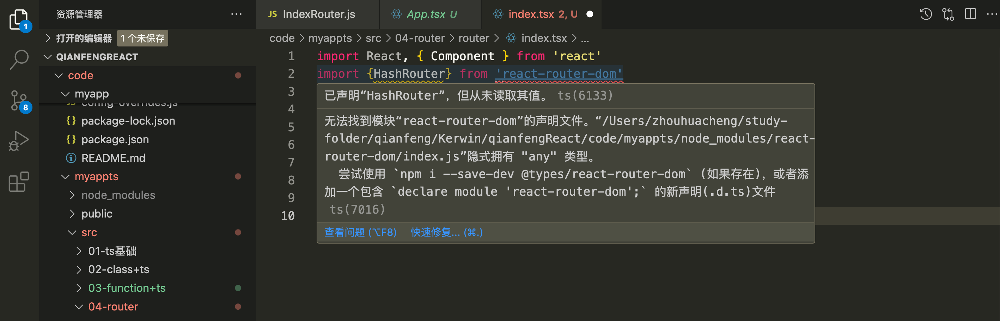 资源管理器
打开的编辑器 1 个未保存
QIANFENGREACT
code
myapp
config-overrides.js
package-lock.json
package.json
README.md
myappts
node_modules
public
src
01-ts基础
02-class+ts
03-function+ts
04-router
1
8
JS IndexRouter.js
App.tsx U
index.tsx 2, U
code > myappts > src > 04-router > router > index.tsx > ...
1 import React, { Component } from 'react'
2 import {HashRouter} from 'react-router-dom'
3
4
5
6
7
8
9
10
已声明“HashRouter”，但从未读取其值。 ts(6133)
无法找到模块“react-router-dom”的声明文件。“/Users/zhouhuacheng/study-
folder/qianfeng/Kerwin/qianfengReact/code/myappts/node_modules/react-
router-dom/index.js”隐式拥有 "any" 类型。
尝试使用 `npm i --save-dev @types/react-router-dom` (如果存在)，或者添
加一个包含 `declare module 'react-router-dom';` 的新声明(.d.ts)文件
ts(7016)
查看问题 (⌥F8) 快速修复... (⌘.)